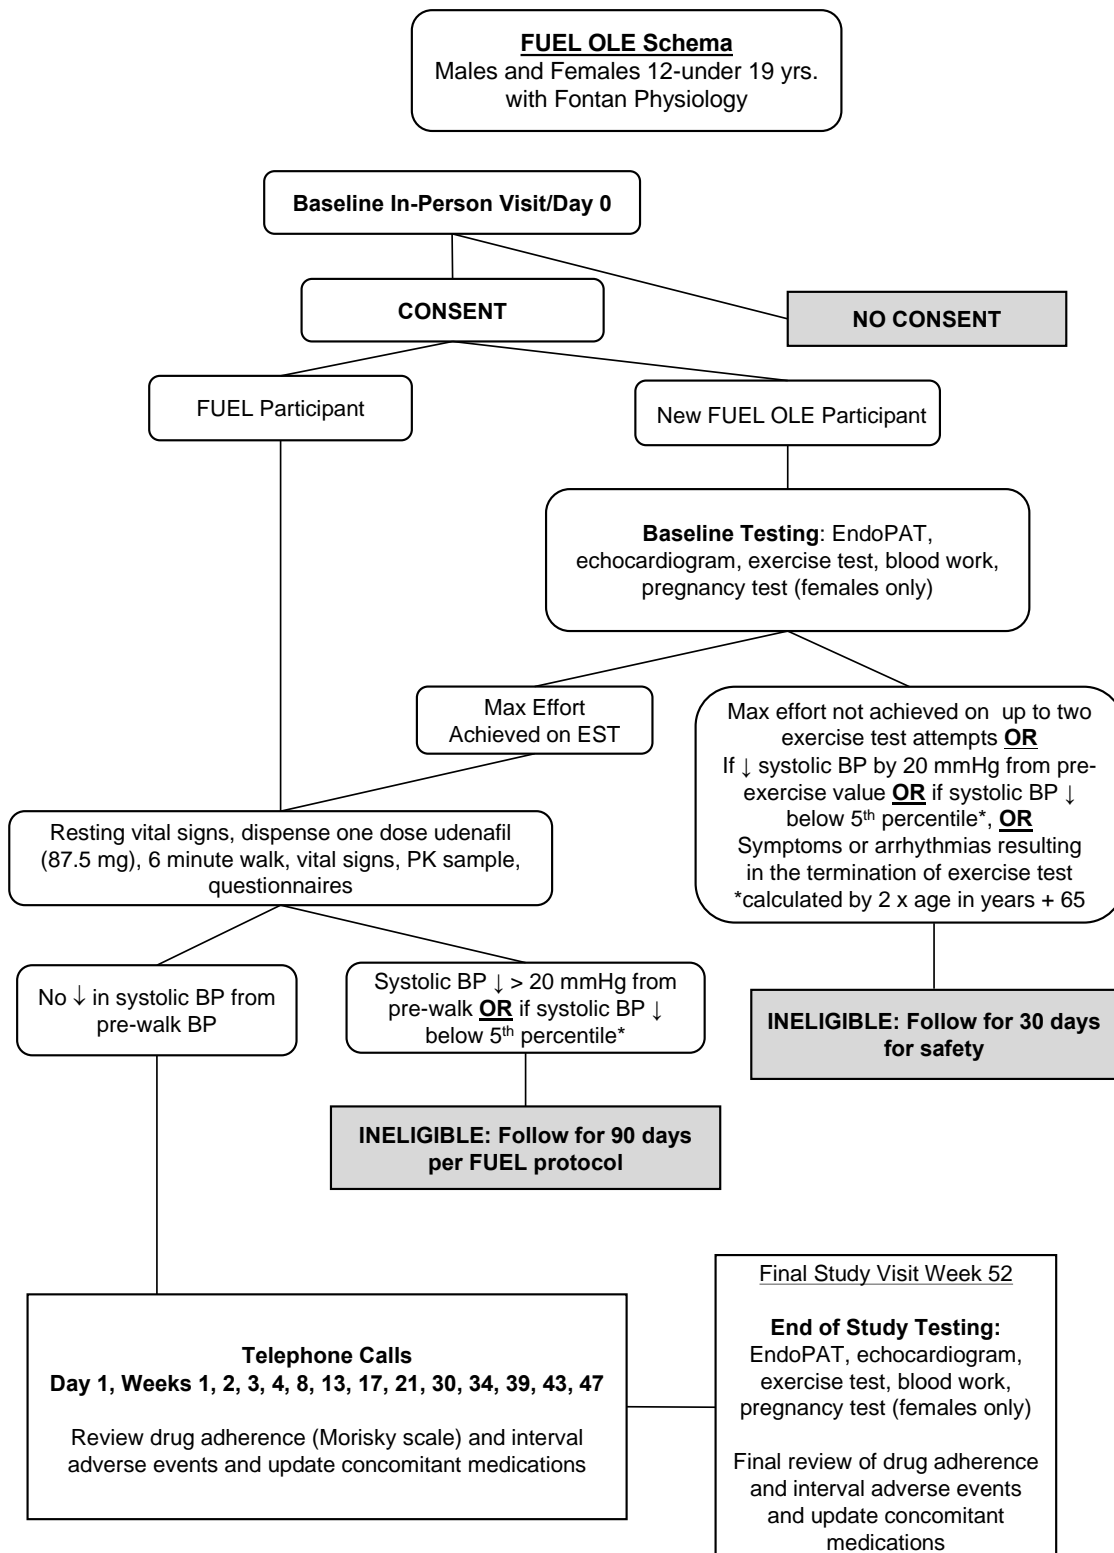 FUEL OLE Schema
Males and Females 12-under 19 yrs.
with Fontan Physiology
Baseline In-Person Visit/Day 0
CONSENT
NO CONSENT
FUEL Participant
New FUEL OLE Participant
Baseline Testing: EndoPAT,
echocardiogram, exercise test, blood work,
pregnancy test (females only)
Max Effort
Achieved on EST
Max effort not achieved on up to two
exercise test attempts OR
If ↓ systolic BP by 20 mmHg from pre-
exercise value OR if systolic BP ↓
below 5th percentile*, OR
Symptoms or arrhythmias resulting
in the termination of exercise test
*calculated by 2 x age in years + 65
Resting vital signs, dispense one dose udenafil
(87.5 mg), 6 minute walk, vital signs, PK sample,
questionnaires
No ↓ in systolic BP from
pre-walk BP
Systolic BP ↓ > 20 mmHg from
pre-walk OR if systolic BP ↓
below 5th percentile*
INELIGIBLE: Follow for 30 days
for safety
INELIGIBLE: Follow for 90 days
per FUEL protocol
Telephone Calls
Day 1, Weeks 1, 2, 3, 4, 8, 13, 17, 21, 30, 34, 39, 43, 47
Review drug adherence (Morisky scale) and interval
adverse events and update concomitant medications
Final Study Visit Week 52
End of Study Testing:
EndoPAT, echocardiogram,
exercise test, blood work,
pregnancy test (females only)
Final review of drug adherence
and interval adverse events
and update concomitant
medications